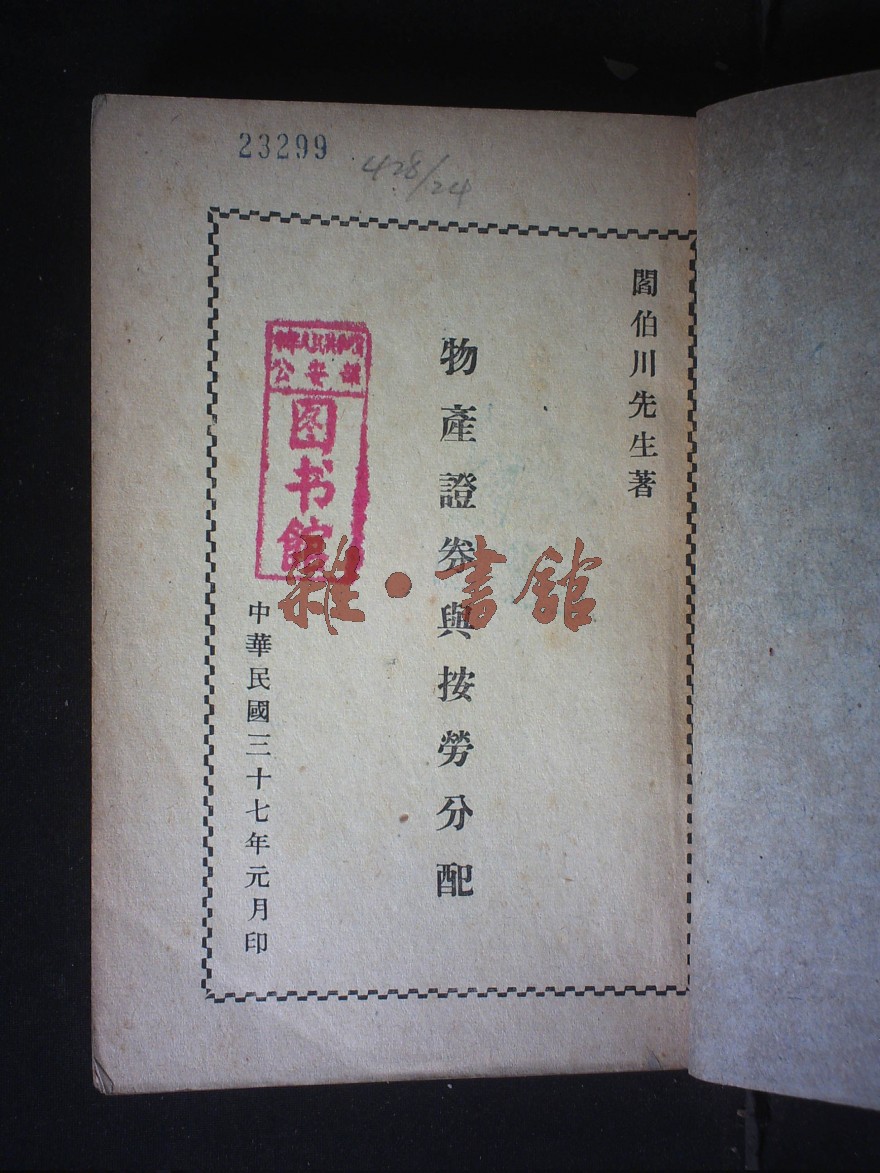 23299
428/24
閻伯川先生著
物產證券與按勞分配
公安部
图书馆
中華民國三十七年元月印
雜·書館